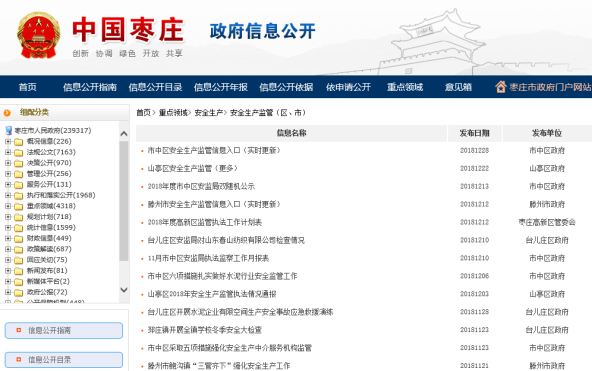 中国枣庄
政府信息公开
创新 协调 绿色 开放 共享
首页 信息公开指南 信息公开目录 信息公开年报 信息公开依据 依申请公开 重点领域 意见箱 枣庄市政府门户网站
组配分类
首页> 重点领域> 安全生产> 安全生产监管（区、市）
枣庄市人民政府(239317)
概况信息(226)
法规公文(7163)
决策公开(970)
管理公开(256)
服务公开(131)
执行和落实公开(1968)
重点领域(4318)
规划计划(718)
统计信息(1599)
财政信息(449)
政策解读(687)
回应关切(75)
新闻发布(81)
新媒体平台(2)
政府公报(72)
信息公开指南
信息公开目录
信息名称 发布日期 发布单位
市中区安全生产监管信息入口（实时更新） 20181228 市中区政府
山亭区安全生产监管（更多） 20181222 山亭区政府
2018年度市中区安监局双随机公示 20181213 市中区政府
滕州市安全生产监管信息入口（实时更新） 20181212 滕州市政府
2018年度高新区监管执法工作计划表 20181212 枣庄高新区管委会
台儿庄区安监局对山东春山纺织有限公司检查情况 20181210 台儿庄区政府
11月市中区安监局执法监察工作月报表 20181210 市中区政府
市中区六项措施扎实做好水泥行业安全监管工作 20181206 市中区政府
山亭区2018年安全生产监管执法情况通报 20181203 山亭区政府
台儿庄区开展水泥企业有限空间生产安全事故应急救援演练 20181128 台儿庄区政府
邳庄镇开展全镇学校冬季安全大检查 20181123 台儿庄区政府
市中区采取五项措施强化安全生产中介服务机构监管 20181123 市中区政府
滕州市鲍沟镇“三管齐下”强化安全生产工作 20181121 滕州市政府